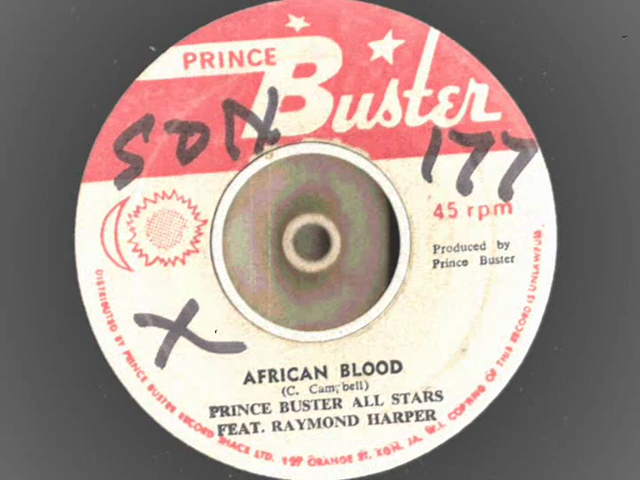 PRINCE
Buster
SON
177
45 rpm
Produced by
Prince Buster
X
AFRICAN BLOOD
(C. Campbell)
PRINCE BUSTER ALL STARS
FEAT. RAYMOND HARPER
DISTRIBUTED BY PRINCE BUSTER RECORD SHACK LTD. 127 ORANGE ST. KGN. JA. W.I. COPYING OF THIS RECORD IS UNLAWFUL